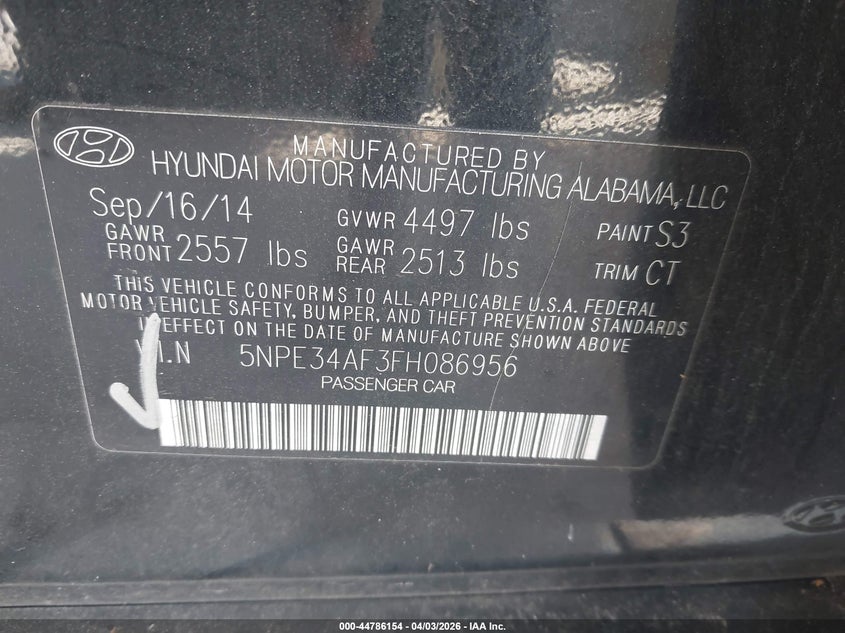 MANUFACTURED BY
HYUNDAI MOTOR MANUFACTURING ALABAMA, LLC
Sep/16/14 GVWR 4497 lbs PAINT S3
GAWR FRONT 2557 lbs GAWR REAR 2513 lbs TRIM CT
THIS VEHICLE CONFORMS TO ALL APPLICABLE U.S.A. FEDERAL
MOTOR VEHICLE SAFETY, BUMPER, AND THEFT PREVENTION STANDARDS
IN EFFECT ON THE DATE OF MANUFACTURE SHOWN ABOVE
V.I.N 5NPE34AF3FH086956
PASSENGER CAR
000-44786154 - 04/03/2026 - IAA Inc.